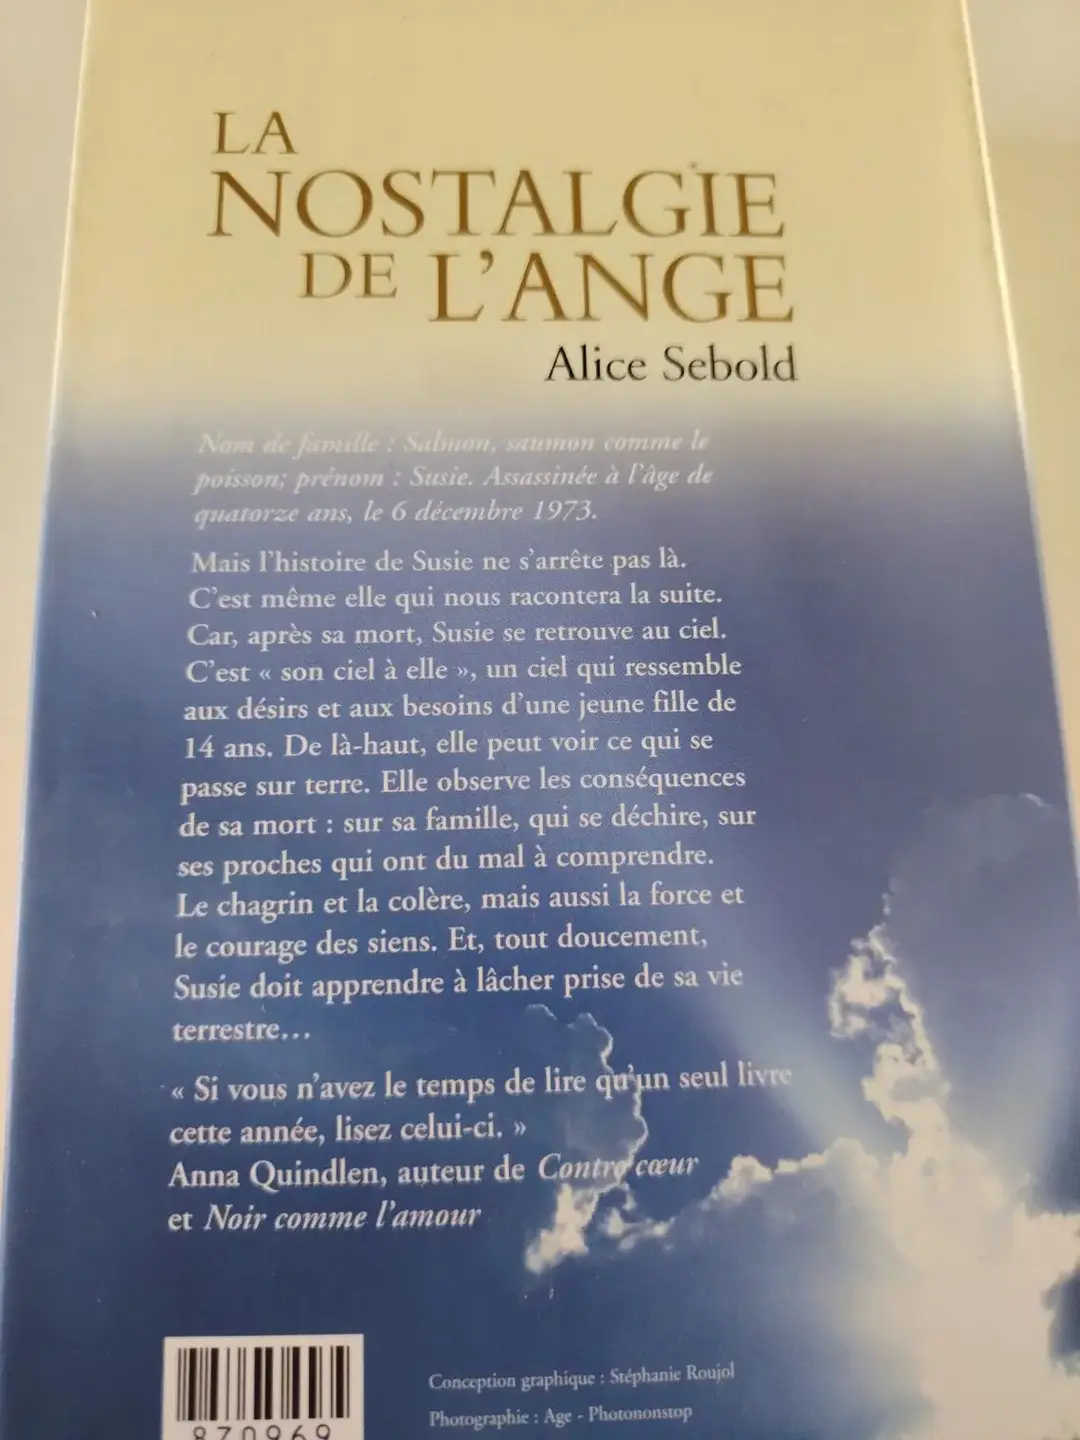 LA
NOSTALGIE
DE L'ANGE
Alice Sebold
Nom de famille : Salmon, saumon comme le
poisson; prénom : Susie. Assassinée à l'âge de
quatorze ans, le 6 décembre 1973.
Mais l'histoire de Susie ne s'arrête pas là.
C'est même elle qui nous racontera la suite.
Car, après sa mort, Susie se retrouve au ciel.
C'est « son ciel à elle », un ciel qui ressemble
aux désirs et aux besoins d'une jeune fille de
14 ans. De là-haut, elle peut voir ce qui se
passe sur terre. Elle observe les conséquences
de sa mort : sur sa famille, qui se déchire, sur
ses proches qui ont du mal à comprendre.
Le chagrin et la colère, mais aussi la force et
le courage des siens. Et, tout doucement,
Susie doit apprendre à lâcher prise de sa vie
terrestre…
« Si vous n'avez le temps de lire qu'un seul livre
cette année, lisez celui-ci. »
Anna Quindlen, auteur de Contre cœur
et Noir comme l'amour
Conception graphique : Stéphanie Roujol
Photographie : Age - Photononstop
870969